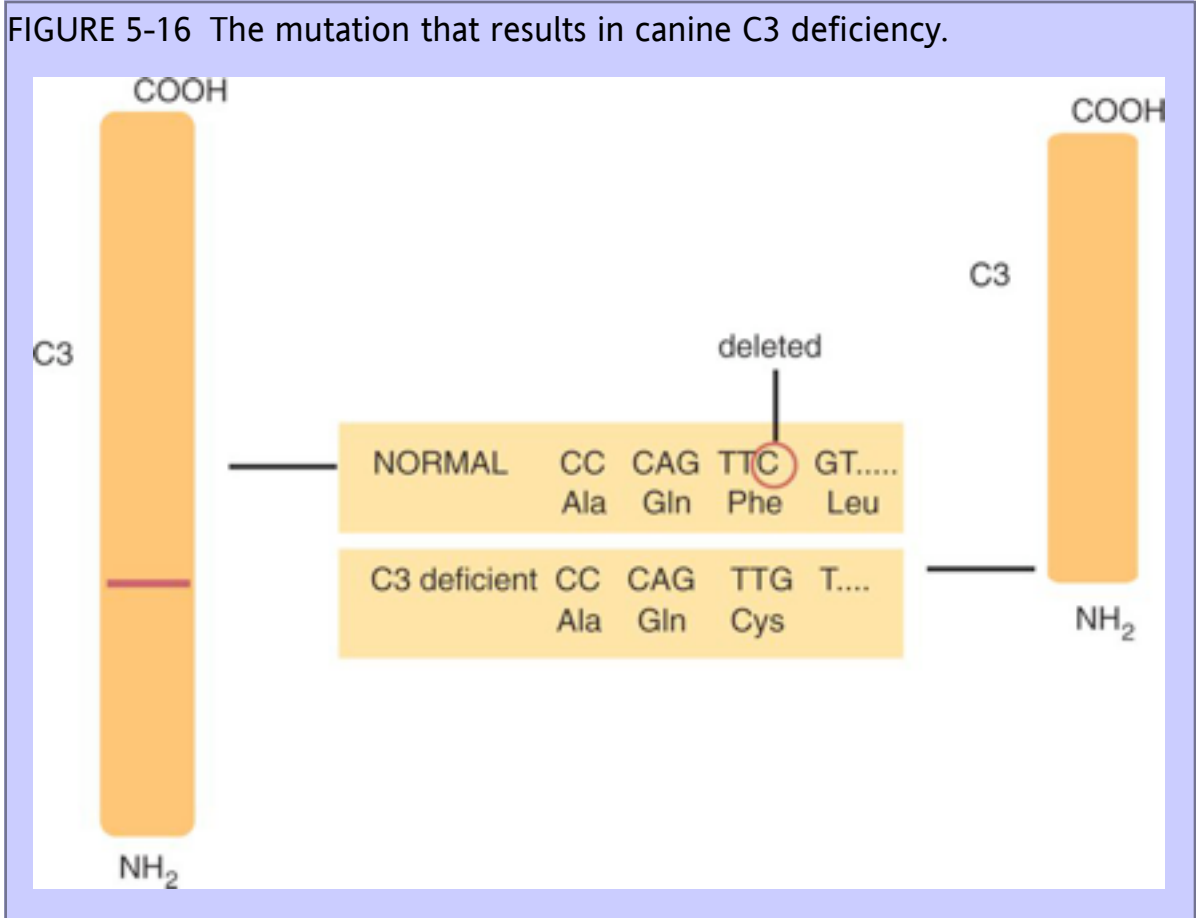 FIGURE 5-16 The mutation that results in canine C3 deficiency.
COOH
COOH
C3
C3
deleted
NORMAL CC CAG TTC GT.....
Ala Gln Phe Leu
C3 deficient CC CAG TTG T....
Ala Gln Cys
NH2
NH2